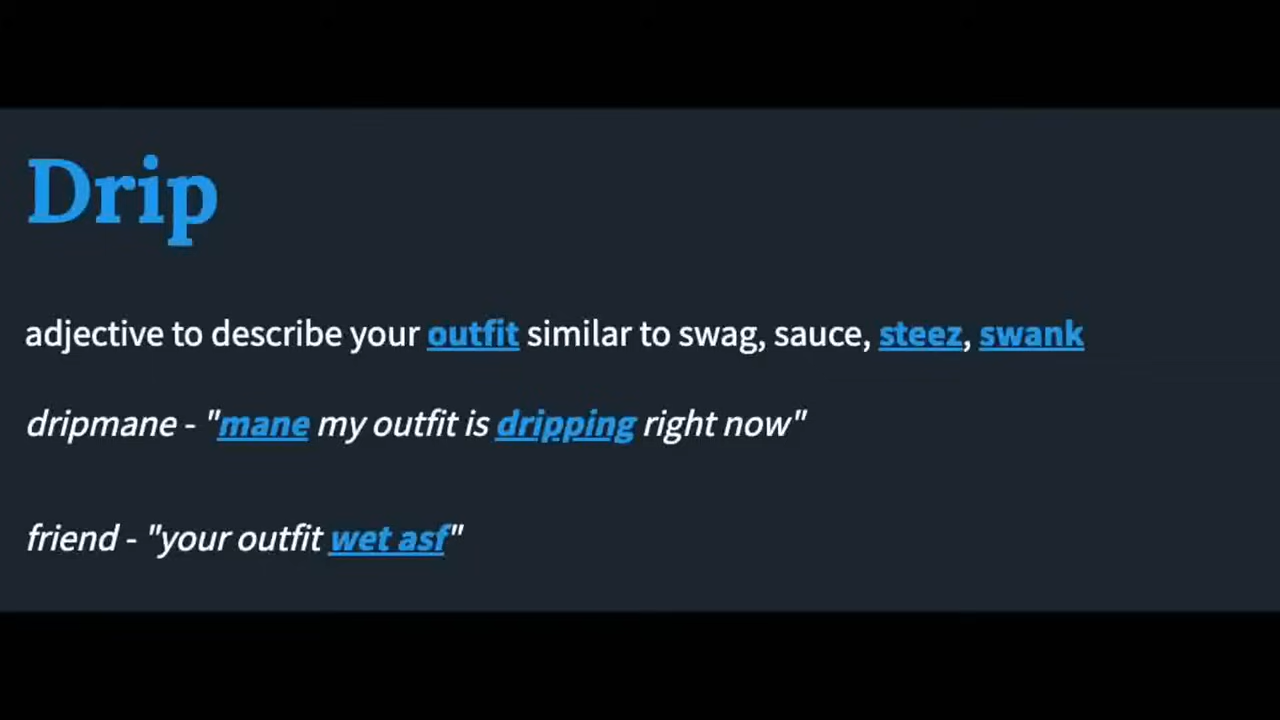 Drip
adjective to describe your outfit similar to swag, sauce, steez, swank
dripmane - "mane my outfit is dripping right now"
friend - "your outfit wet asf"